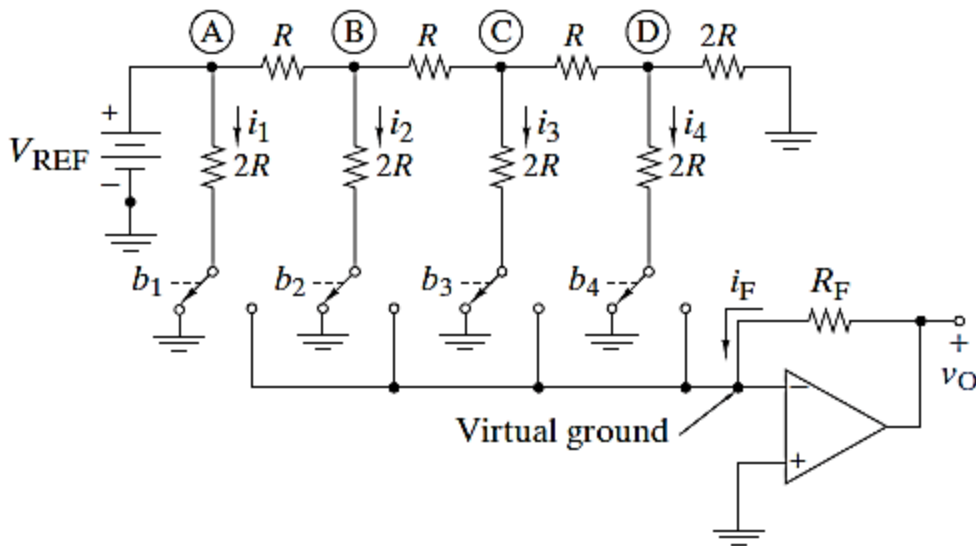 A R B R C R D 2R
+ i1 i2 i3 i4
VREF 2R 2R 2R 2R
−
b1 b2 b3 b4 iF RF
+
vO
Virtual ground −
+